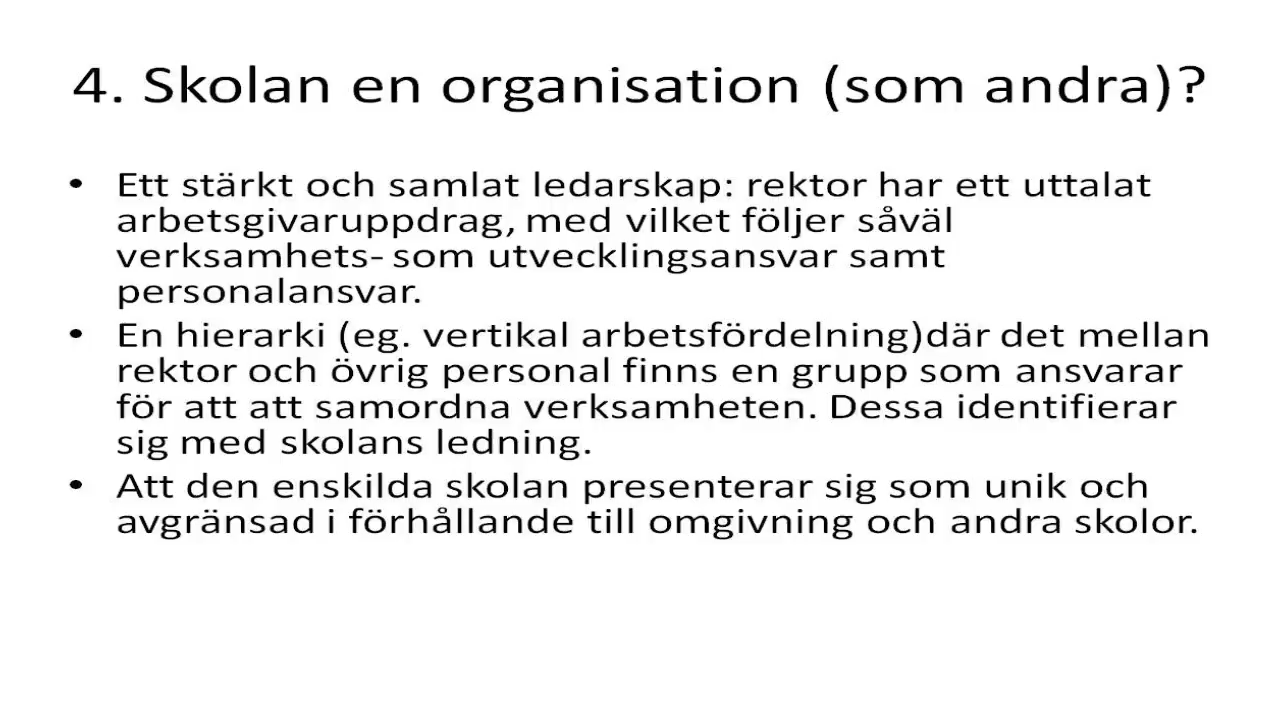 4. Skolan en organisation (som andra)?
• Ett stärkt och samlat ledarskap: rektor har ett uttalat
arbetsgivaruppdrag, med vilket följer såväl
verksamhets- som utvecklingsansvar samt
personalansvar.
• En hierarki (eg. vertikal arbetsfördelning)där det mellan
rektor och övrig personal finns en grupp som ansvarar
för att att samordna verksamheten. Dessa identifierar
sig med skolans ledning.
• Att den enskilda skolan presenterar sig som unik och
avgränsad i förhållande till omgivning och andra skolor.